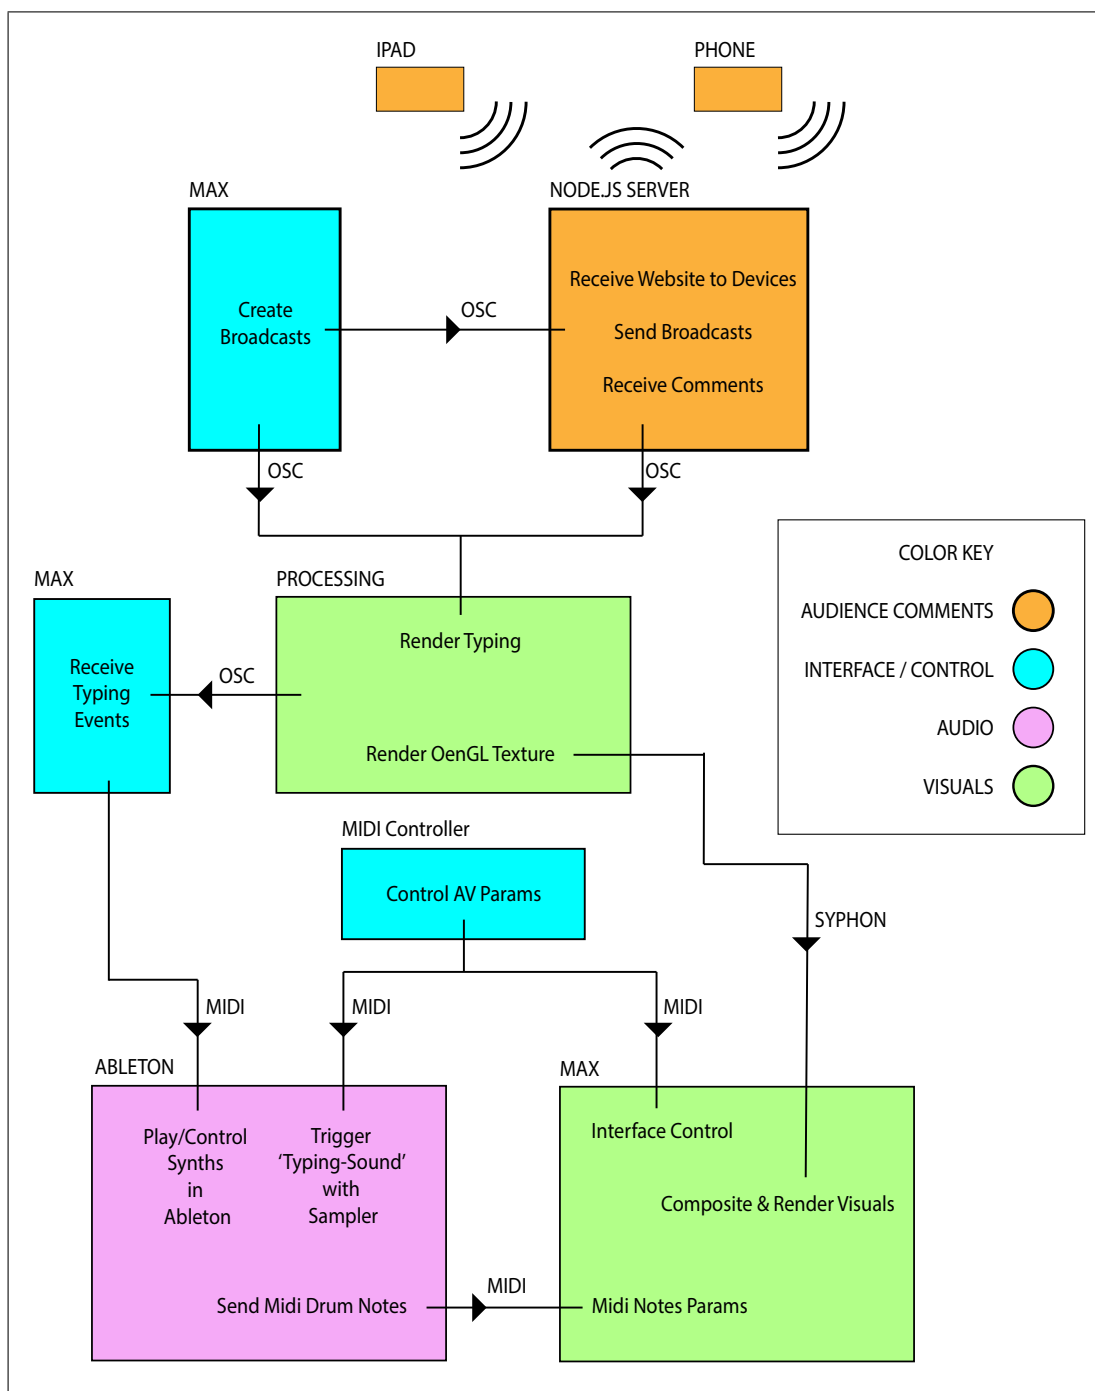 IPAD
PHONE
MAX
NODE.JS SERVER
Create
Broadcasts
OSC
Receive Website to Devices
Send Broadcasts
Receive Comments
OSC
OSC
COLOR KEY
AUDIENCE COMMENTS
INTERFACE / CONTROL
AUDIO
VISUALS
MAX
PROCESSING
Receive
Typing
Events
OSC
Render Typing
Render OenGL Texture
MIDI Controller
Control AV Params
SYPHON
MIDI
MIDI
MIDI
ABLETON
MAX
Play/Control
Synths
in
Ableton
Trigger
‘Typing-Sound’
with
Sampler
Interface Control
Composite & Render Visuals
Send Midi Drum Notes
MIDI
Midi Notes Params